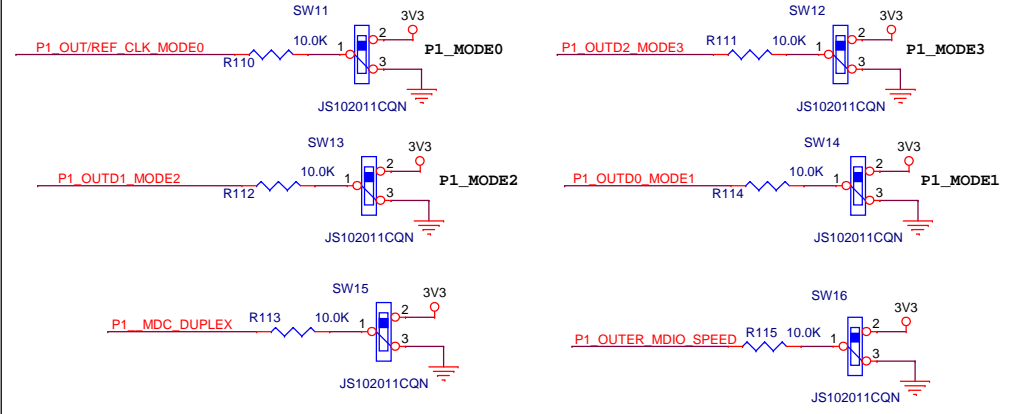 SW11
3V3
P1_OUT/REF_CLK_MODE0
R110
10.0K
1
2
3
P1_MODE0
JS102011CQN
SW12
3V3
P1_OUTD2_MODE3
R111
10.0K
1
2
3
P1_MODE3
JS102011CQN
SW13
3V3
P1_OUTD1_MODE2
R112
10.0K
1
2
3
P1_MODE2
JS102011CQN
SW14
3V3
P1_OUTD0_MODE1
R114
10.0K
1
2
3
P1_MODE1
JS102011CQN
SW15
3V3
P1__MDC_DUPLEX
R113
10.0K
1
2
3
JS102011CQN
SW16
3V3
P1_OUTER_MDIO_SPEED
R115
10.0K
1
2
3
JS102011CQN